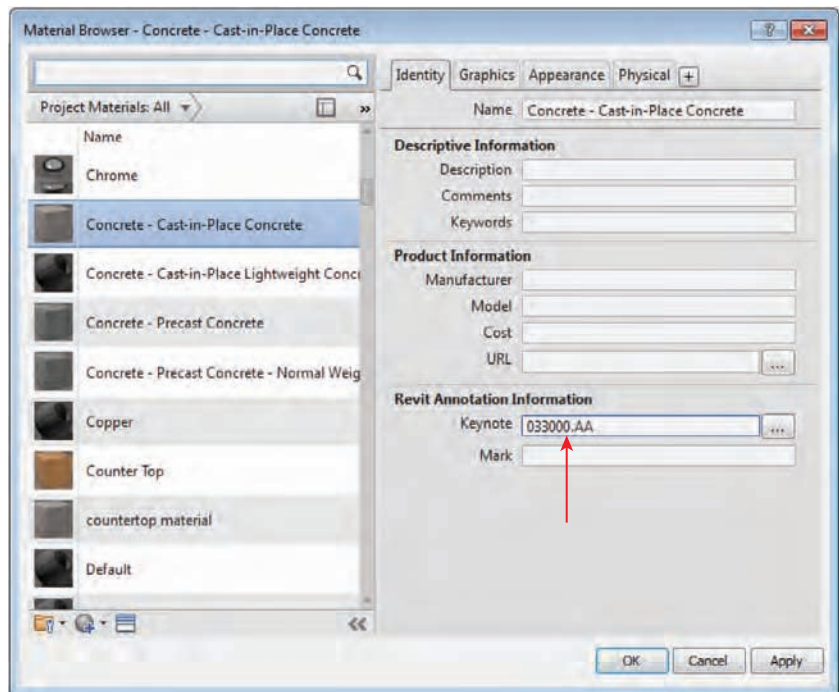 Material Browser - Concrete - Cast-in-Place Concrete
Project Materials: All
Name
Chrome
Concrete - Cast-in-Place Concrete
Concrete - Cast-in-Place Lightweight Conc
Concrete - Precast Concrete
Concrete - Precast Concrete - Normal Weig
Copper
Counter Top
countertop material
Default
Identity Graphics Appearance Physical
Name Concrete - Cast-in-Place Concrete
Descriptive Information
Description
Comments
Keywords
Product Information
Manufacturer
Model
Cost
URL ...
Revit Annotation Information
Keynote 033000.AA ...
Mark
OK Cancel Apply